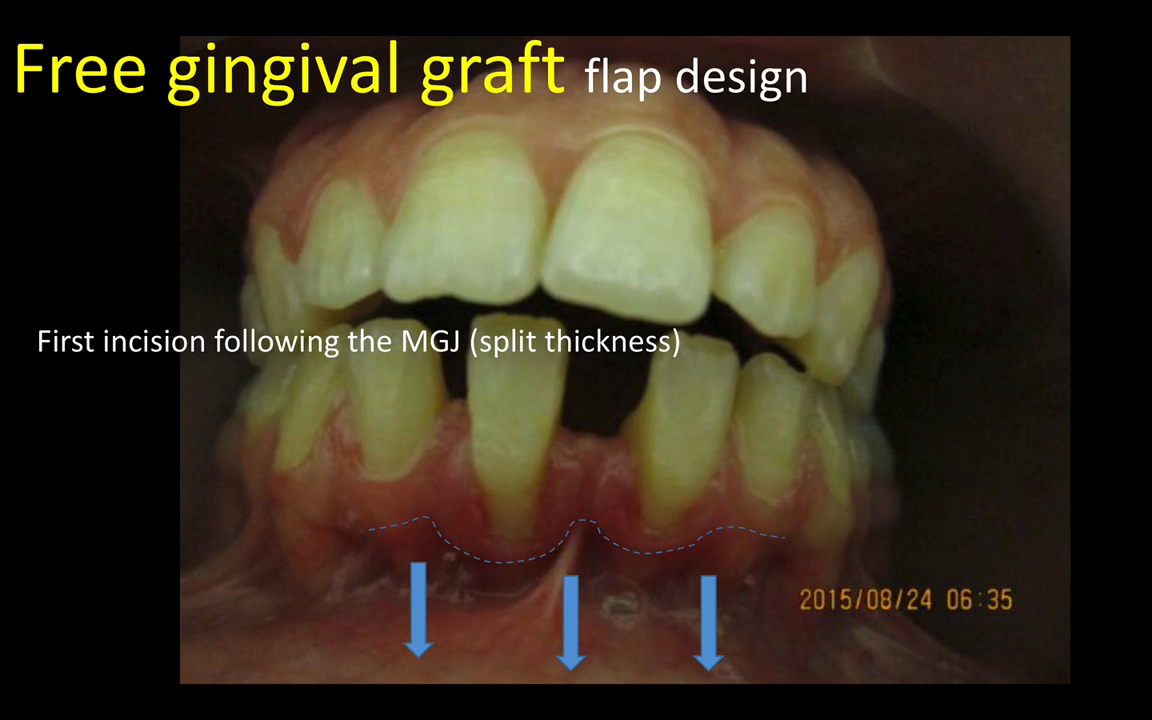 Free gingival graft flap design
First incision following the MGJ (split thickness)
2015/08/24 06:35